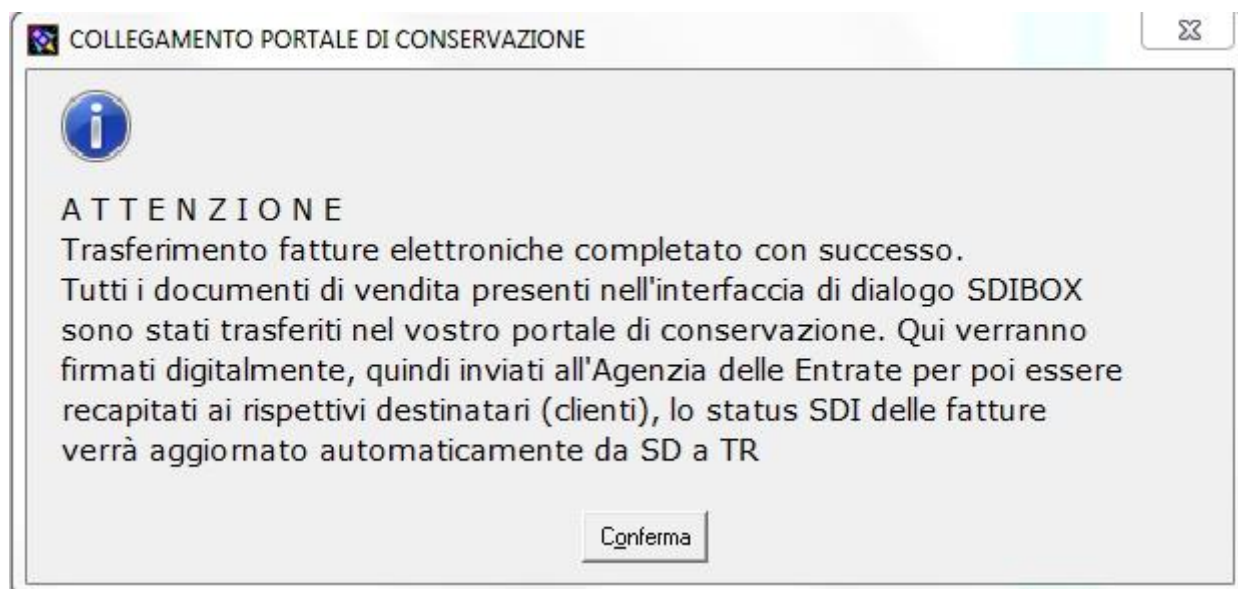 COLLEGAMENTO PORTALE DI CONSERVAZIONE
A T T E N Z I O N E
Trasferimento fatture elettroniche completato con successo.
Tutti i documenti di vendita presenti nell'interfaccia di dialogo SDIBOX
sono stati trasferiti nel vostro portale di conservazione. Qui verranno
firmati digitalmente, quindi inviati all'Agenzia delle Entrate per poi essere
recapitati ai rispettivi destinatari (clienti), lo status SDI delle fatture
verrà aggiornato automaticamente da SD a TR
Conferma